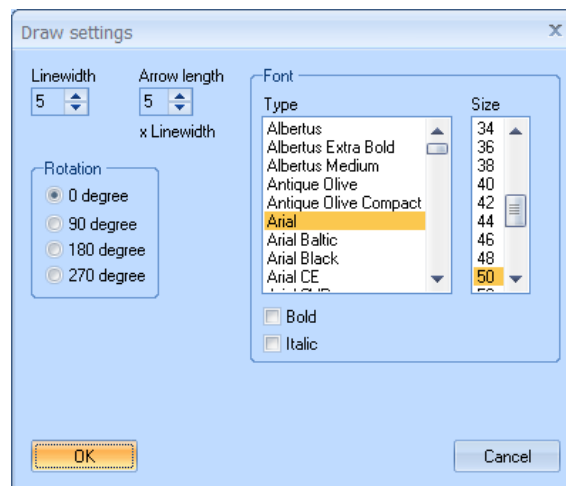 Draw settings
x
Linewidth
5
Arrow length
5
x Linewidth
Rotation
0 degree
90 degree
180 degree
270 degree
Font
Type
Albertus
Albertus Extra Bold
Albertus Medium
Antique Olive
Antique Olive Compact
Arial
Arial Baltic
Arial Black
Arial CE
Size
34
36
38
40
42
44
46
48
50
Bold
Italic
OK
Cancel